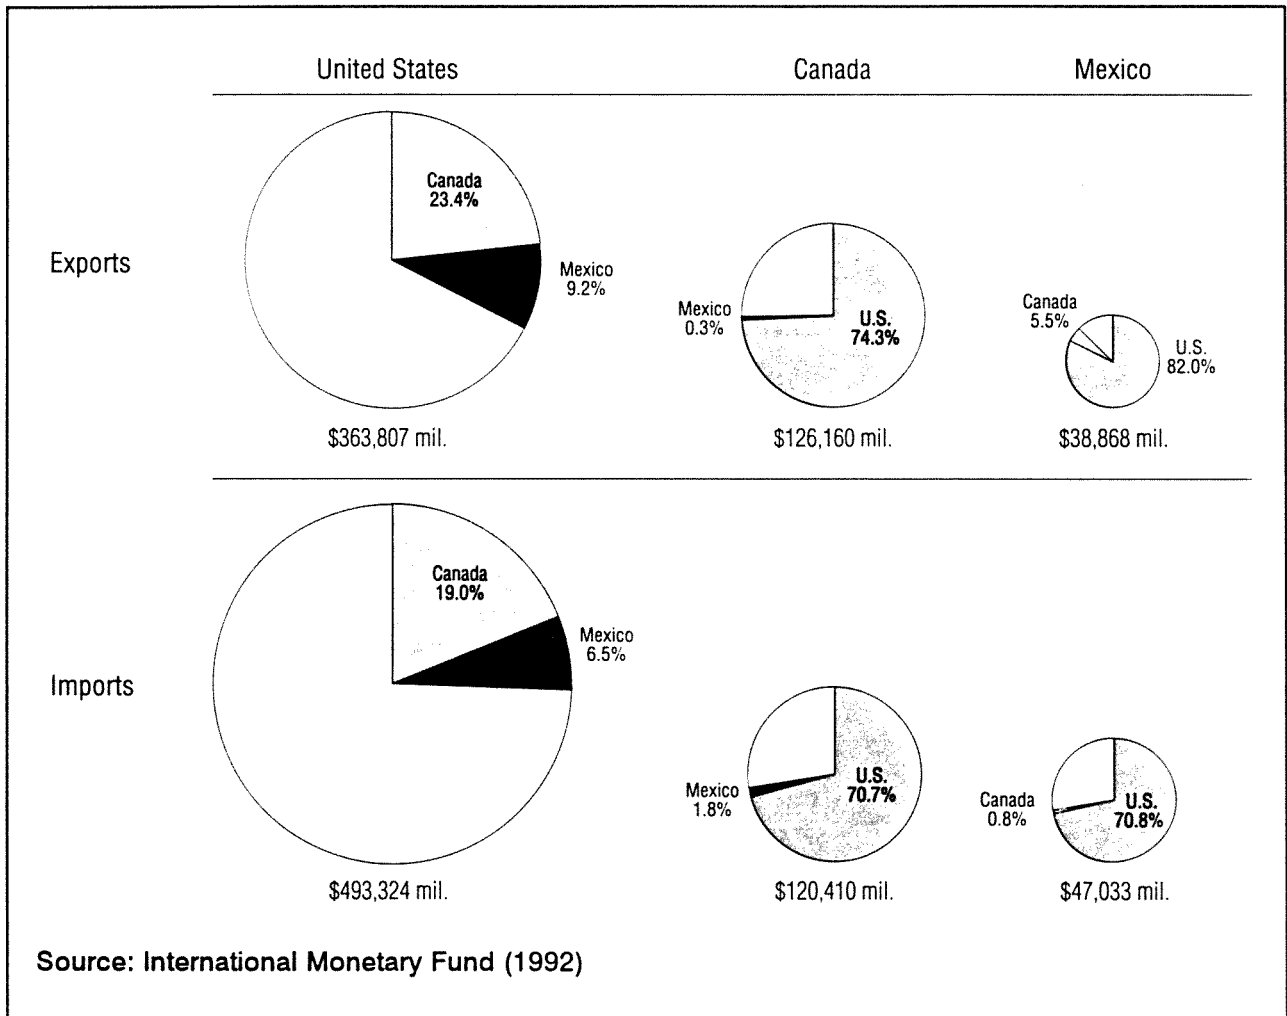 United States
Canada
Mexico
Exports
Canada
23.4%
Mexico
9.2%
$363,807 mil.
Mexico
0.3%
U.S.
74.3%
$126,160 mil.
Canada
5.5%
U.S.
82.0%
$38,868 mil.
Imports
Canada
19.0%
Mexico
6.5%
$493,324 mil.
Mexico
1.8%
U.S.
70.7%
$120,410 mil.
Canada
0.8%
U.S.
70.8%
$47,033 mil.
Source: International Monetary Fund (1992)